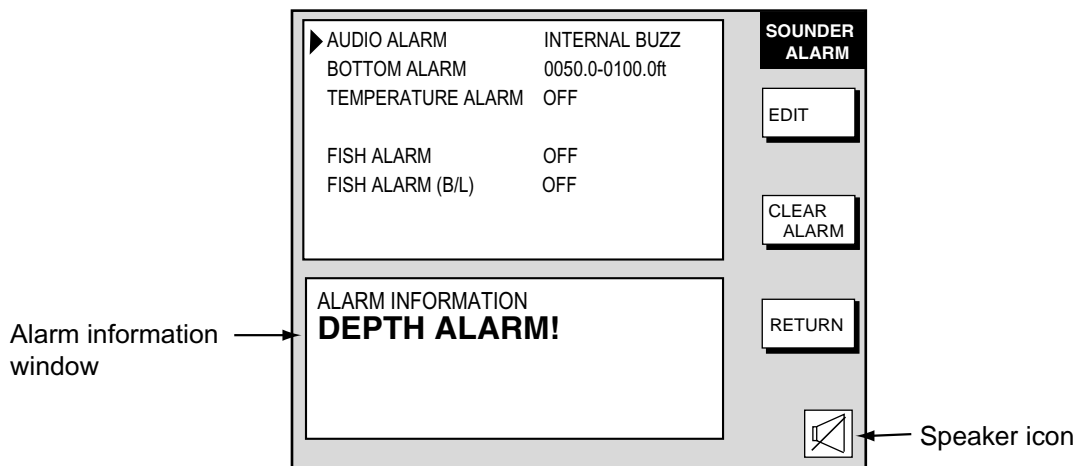 AUDIO ALARM INTERNAL BUZZ
BOTTOM ALARM 0050.0-0100.0ft
TEMPERATURE ALARM OFF
FISH ALARM OFF
FISH ALARM (B/L) OFF
SOUNDER
ALARM
EDIT
CLEAR
ALARM
RETURN
ALARM INFORMATION
DEPTH ALARM!
Alarm information
window
Speaker icon